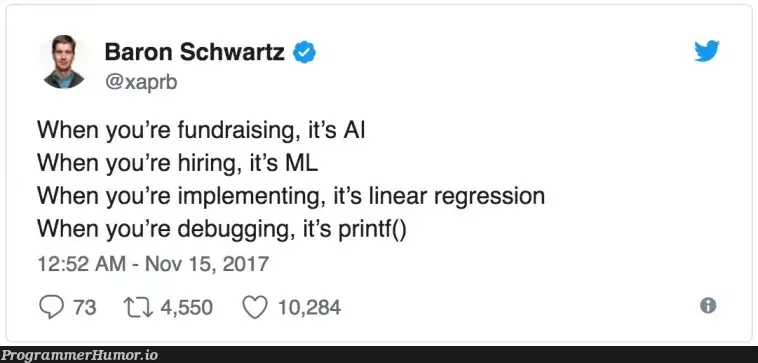 Baron Schwartz
@xaprb
When you’re fundraising, it’s AI
When you’re hiring, it’s ML
When you’re implementing, it’s linear regression
When you’re debugging, it’s printf()
12:52 AM - Nov 15, 2017
73 4,550 10,284
ProgrammerHumor.io